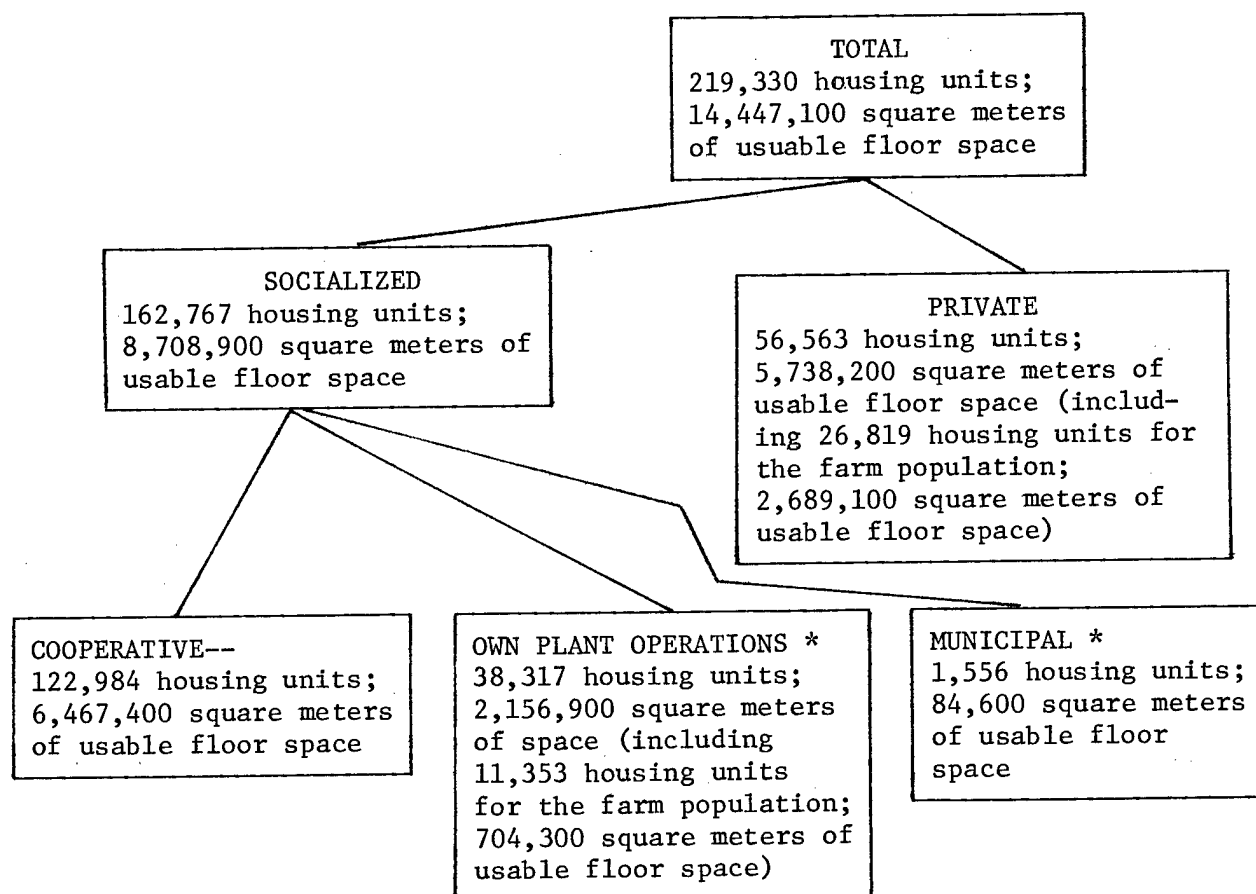 TOTAL
219,330 housing units;
14,447,100 square meters
of usuable floor space
SOCIALIZED
162,767 housing units;
8,708,900 square meters of
usable floor space
PRIVATE
56,563 housing units;
5,738,200 square meters of
usable floor space (includ-
ing 26,819 housing units for
the farm population;
2,689,100 square meters of
usable floor space)
COOPERATIVE--
122,984 housing units;
6,467,400 square meters
of usable floor space
OWN PLANT OPERATIONS *
38,317 housing units;
2,156,900 square meters
of space (including
11,353 housing units
for the farm population;
704,300 square meters of
usable floor space)
MUNICIPAL *
1,556 housing units;
84,600 square meters
of usable floor
space